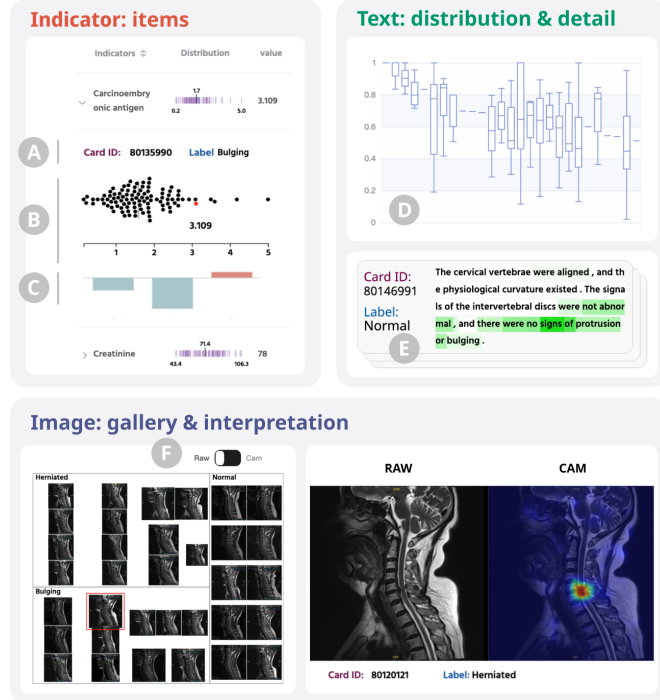 Indicator: items
Indicators
Distribution
value
Carcinoembry
onic antigen
1.7
0.2
5.0
3.109
A
Card ID: 80135990 Label Bulging
B
3.109
1 2 3 4 5
C
Creatinine
71.4
43.4
106.3
78
Text: distribution & detail
1
0.8
0.6
0.4
0.2
0
D
Card ID:
80146991
Label:
Normal
E
The cervical vertebrae were aligned , and th
e physiological curvature existed . The signa
ls of the intervertebral discs were not abnor
mal , and there were no signs of protrusion
or bulging .
Image: gallery & interpretation
F
Raw Cam
Herniated
Normal
Bulging
RAW
CAM
Card ID: 80120121 Label: Herniated